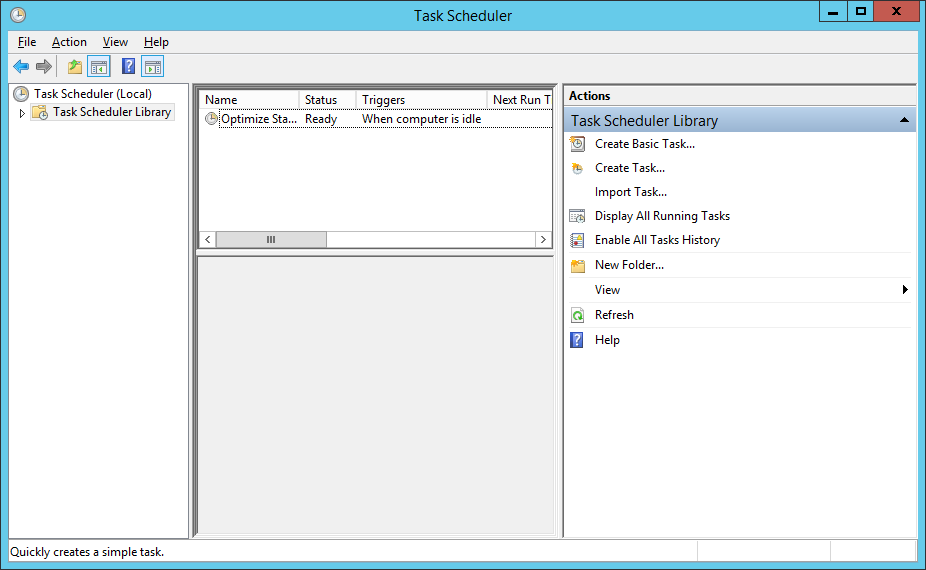 Task Scheduler
File Action View Help
Task Scheduler (Local)
Task Scheduler Library
Name Status Triggers Next Run T
Optimize Sta... Ready When computer is idle
Actions
Task Scheduler Library
Create Basic Task...
Create Task...
Import Task...
Display All Running Tasks
Enable All Tasks History
New Folder...
View
Refresh
Help
Quickly creates a simple task.